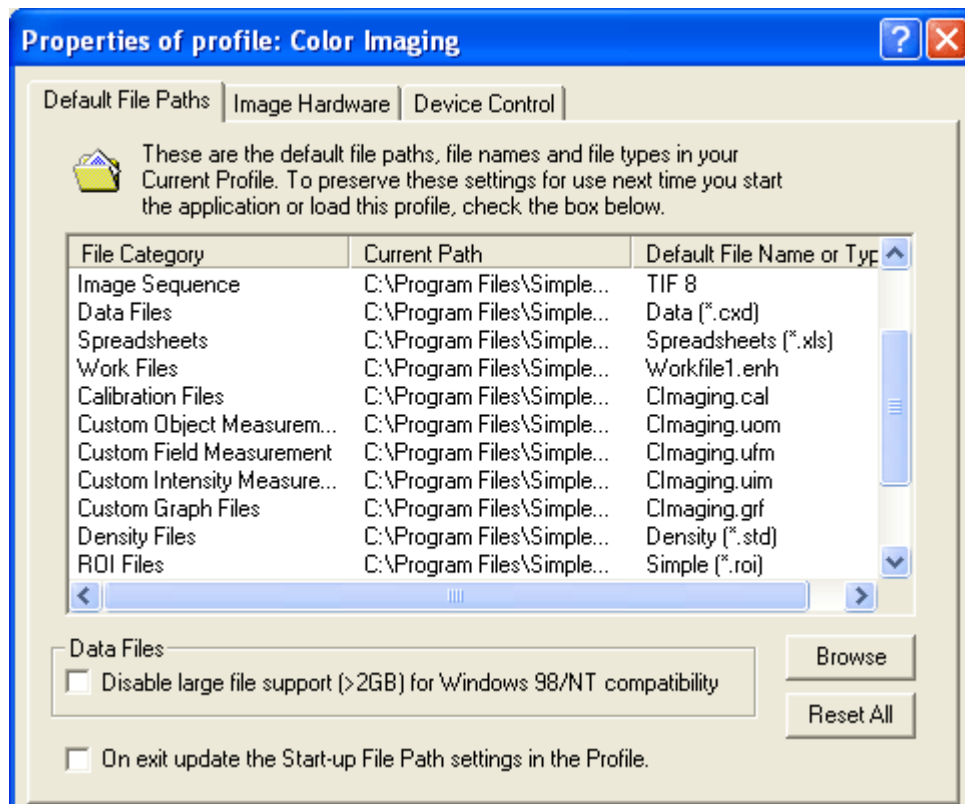 Properties of profile: Color Imaging
Default File Paths Image Hardware Device Control
These are the default file paths, file names and file types in your
Current Profile. To preserve these settings for use next time you start
the application or load this profile, check the box below.
File Category Current Path Default File Name or Typ
Image Sequence C:\Program Files\Simple... TIF 8
Data Files C:\Program Files\Simple... Data (*.cxd)
Spreadsheets C:\Program Files\Simple... Spreadsheets (*.xls)
Work Files C:\Program Files\Simple... Workfile1.enh
Calibration Files C:\Program Files\Simple... CImaging.cal
Custom Object Measurem... C:\Program Files\Simple... CImaging.uom
Custom Field Measurement C:\Program Files\Simple... CImaging.ufm
Custom Intensity Measure... C:\Program Files\Simple... CImaging.uim
Custom Graph Files C:\Program Files\Simple... CImaging.grf
Density Files C:\Program Files\Simple... Density (*.std)
ROI Files C:\Program Files\Simple... Simple (*.roi)
Data Files
Disable large file support (>2GB) for Windows 98/NT compatibility
Browse
Reset All
On exit update the Start-up File Path settings in the Profile.